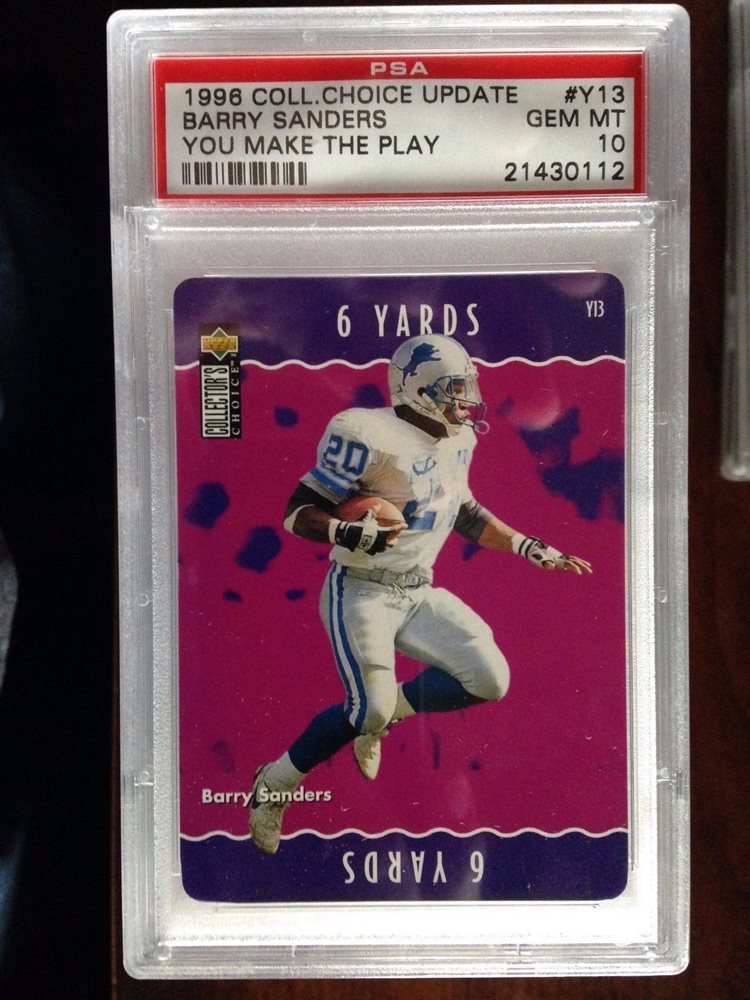 PSA
1996 COLL.CHOICE UPDATE #Y13
BARRY SANDERS GEM MT
YOU MAKE THE PLAY 10
21430112
6 YARDS
Y13
COLLECTOR'S
CHOICE
20
Barry Sanders
6 YARDS